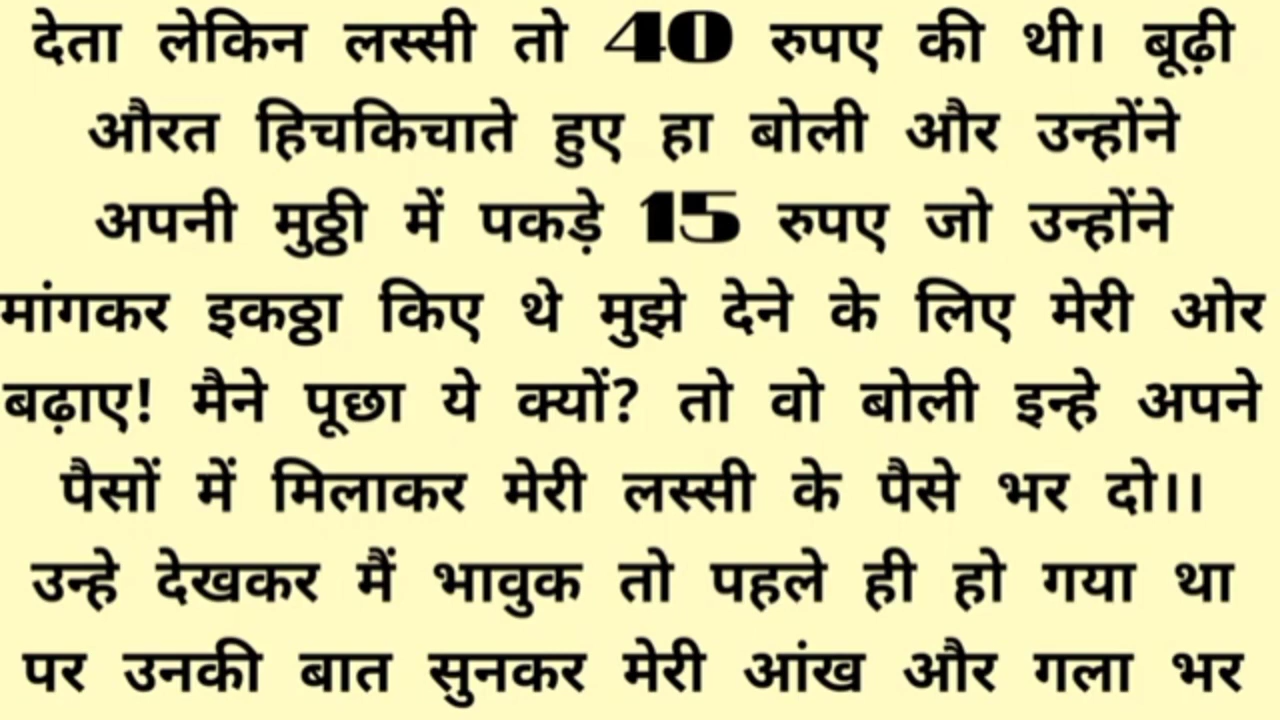 देता लेकिन लस्सी तो 40 रुपए की थी। बूढ़ी
औरत हिचकिचाते हुए हा बोली और उन्होंने
अपनी मुठ्ठी में पकड़े 15 रुपए जो उन्होंने
मांगकर इकठ्ठा किए थे मुझे देने के लिए मेरी ओर
बढ़ाए! मैने पूछा ये क्यों? तो वो बोली इन्हे अपने
पैसों में मिलाकर मेरी लस्सी के पैसे भर दो।।
उन्हे देखकर मैं भावुक तो पहले ही हो गया था
पर उनकी बात सुनकर मेरी आंख और गला भर